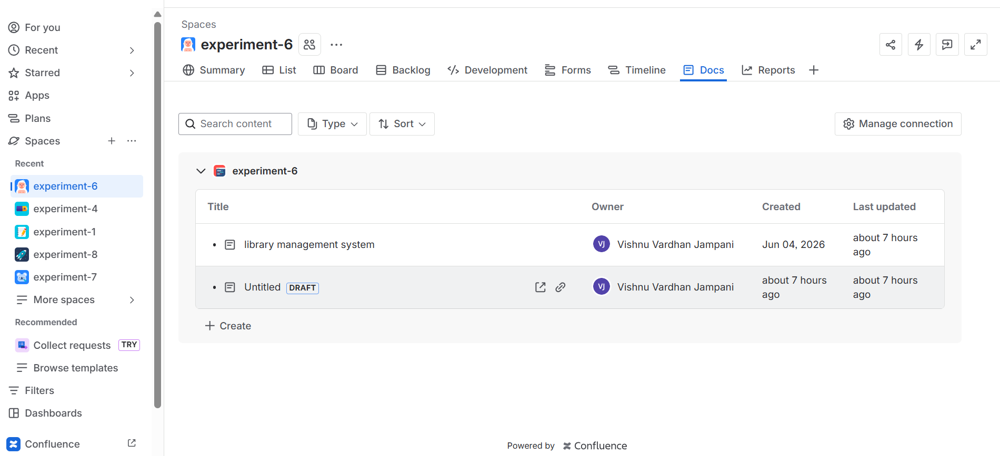 For you
Recent
Starred
Apps
Plans
Spaces
Recent
experiment-6
experiment-4
experiment-1
experiment-8
experiment-7
More spaces
Recommended
Collect requests TRY
Browse templates
Filters
Dashboards
Confluence
Spaces
experiment-6
Summary List Board Backlog Development Forms Timeline Docs Reports
Search content Type Sort Manage connection
experiment-6
Title Owner Created Last updated
library management system VJ Vishnu Vardhan Jampani Jun 04, 2026 about 7 hours
ago
Untitled DRAFT VJ Vishnu Vardhan Jampani about 7 hours about 7 hours
ago ago
Create
Powered by Confluence